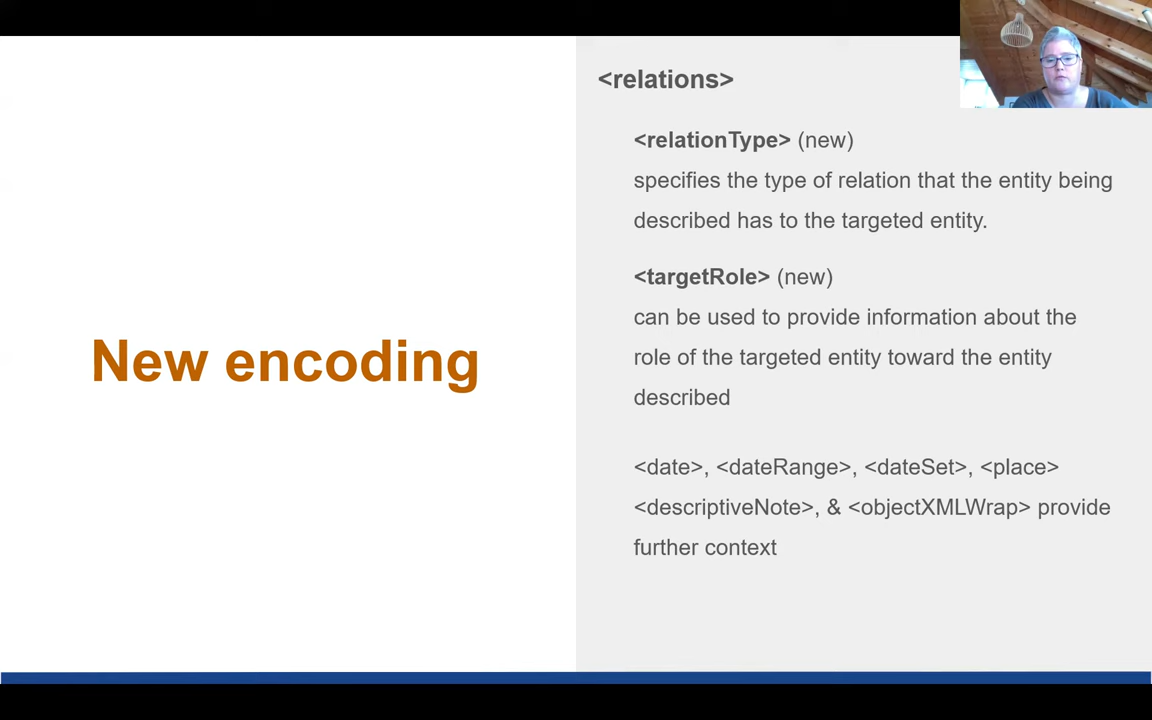 <relations>
<relationType> (new)
specifies the type of relation that the entity being
described has to the targeted entity.
<targetRole> (new)
can be used to provide information about the
role of the targeted entity toward the entity
described
<date>, <dateRange>, <dateSet>, <place>
<descriptiveNote>, & <objectXMLWrap> provide
further context
New encoding